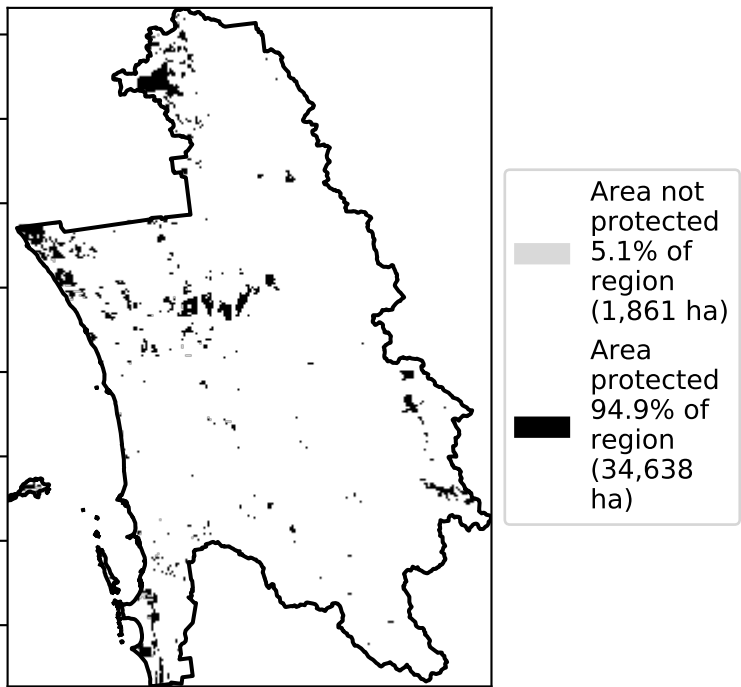 Area not
protected
5.1% of
region
(1,861 ha)
Area
protected
94.9% of
region
(34,638
ha)